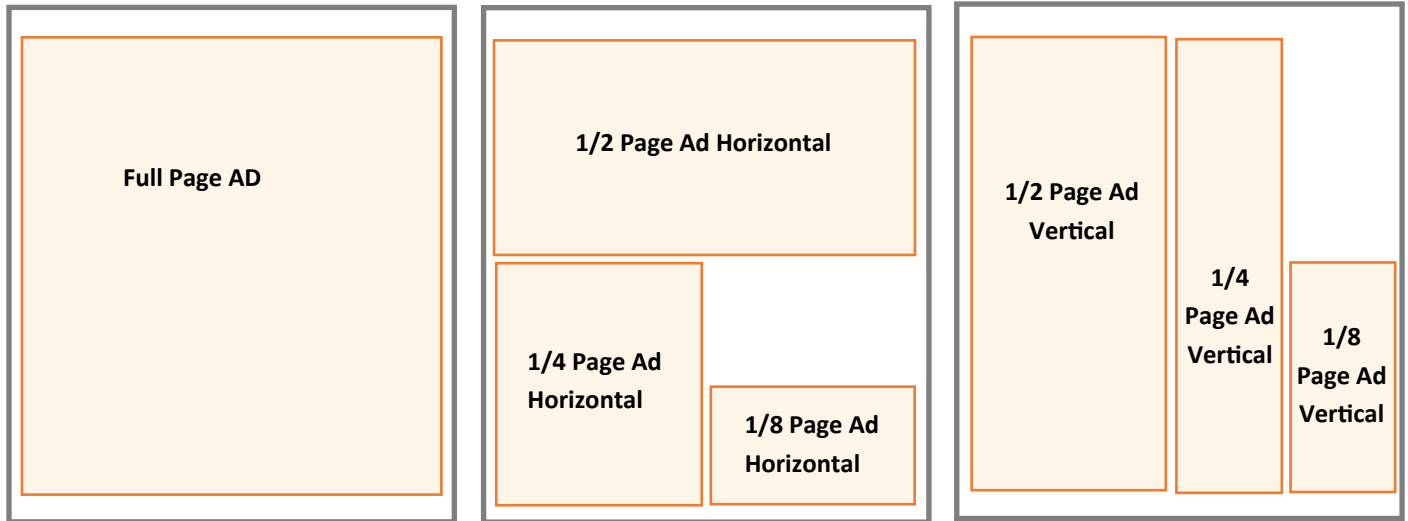 Full Page AD
1/2 Page Ad Horizontal
1/4 Page Ad
Horizontal
1/8 Page Ad
Horizontal
1/2 Page Ad
Vertical
1/4
Page Ad
Vertical
1/8
Page Ad
Vertical